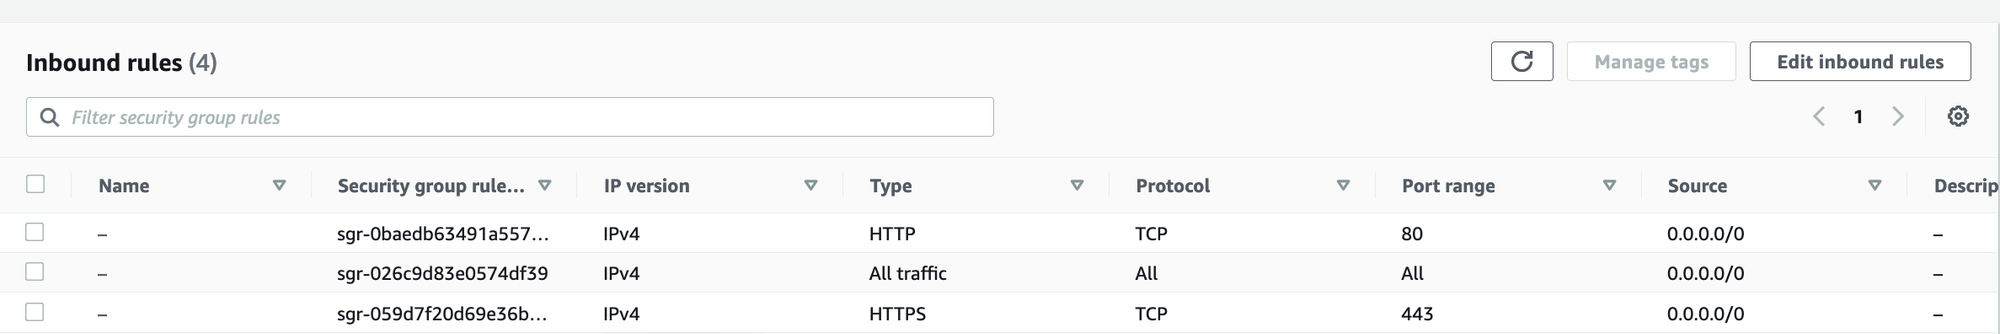 Inbound rules (4)
Manage tags
Edit inbound rules
Filter security group rules
1
Name Security group rule... IP version Type Protocol Port range Source Descrip
– sgr-0baedb63491a557... IPv4 HTTP TCP 80 0.0.0.0/0 –
– sgr-026c9d83e0574df39 IPv4 All traffic All All 0.0.0.0/0 –
– sgr-059d7f20d69e36b... IPv4 HTTPS TCP 443 0.0.0.0/0 –